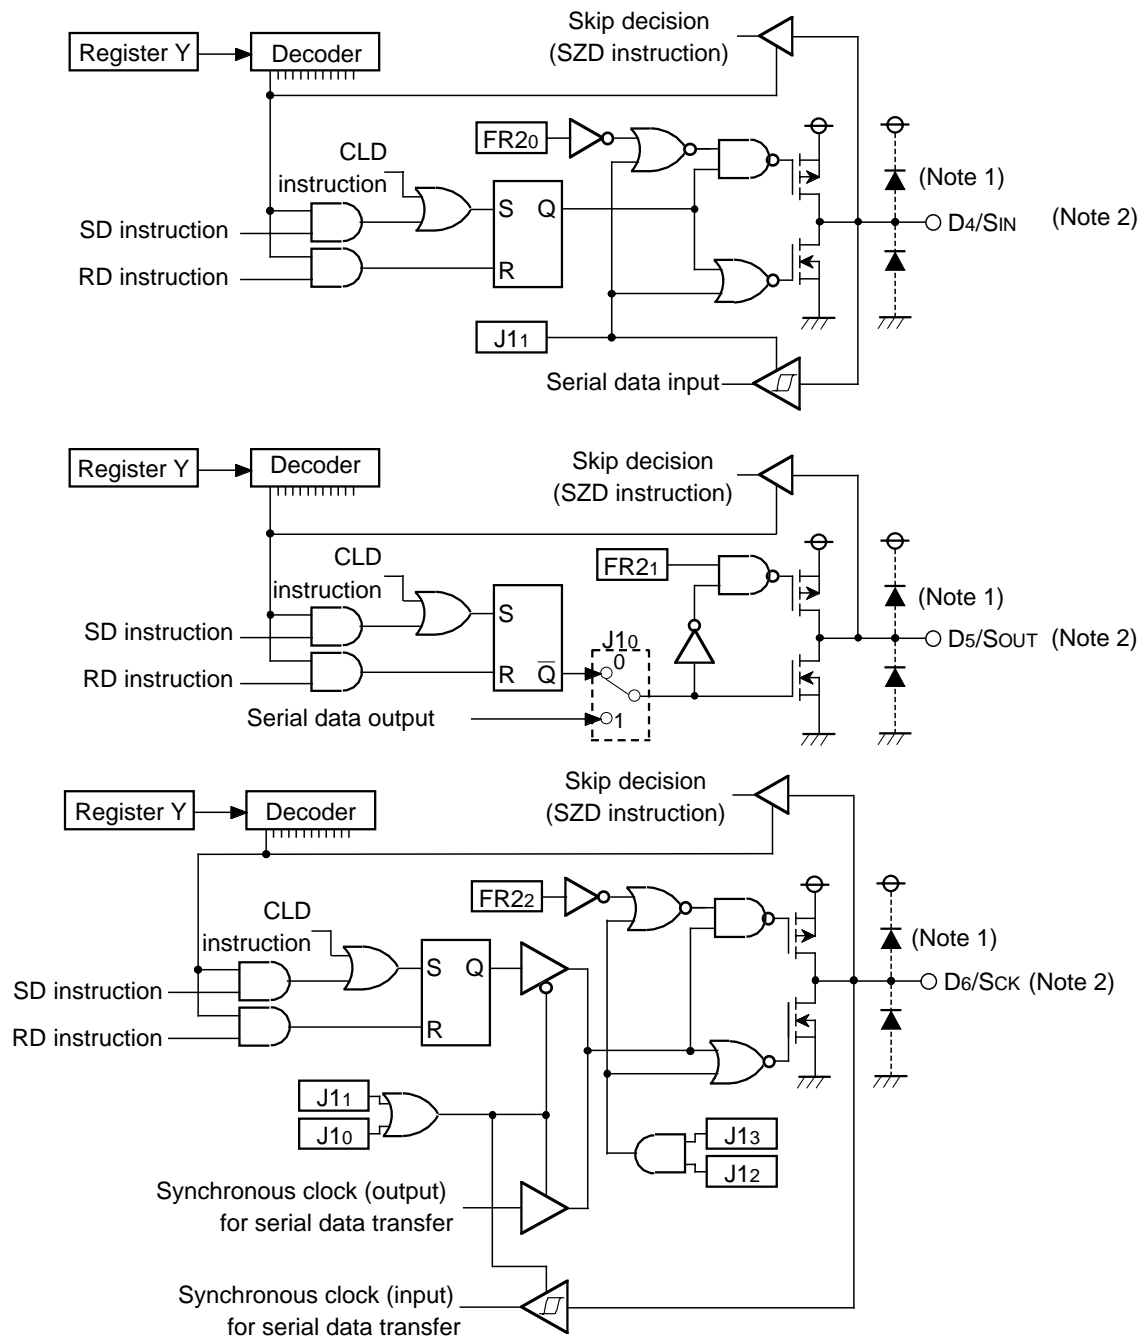 Skip decision
(SZD instruction)
Register Y
Decoder
FR20
CLD
instruction
S
Q
R
SD instruction
RD instruction
(Note 1)
D4/SIN
(Note 2)
J11
Serial data input
Skip decision
(SZD instruction)
Register Y
Decoder
FR21
CLD
instruction
S
R
Q
SD instruction
RD instruction
J10
0
1
Serial data output
(Note 1)
D5/SOUT (Note 2)
Skip decision
(SZD instruction)
Register Y
Decoder
FR22
CLD
instruction
S
Q
R
SD instruction
RD instruction
(Note 1)
D6/SCK (Note 2)
J11
J10
J13
J12
Synchronous clock (output)
for serial data transfer
Synchronous clock (input)
for serial data transfer